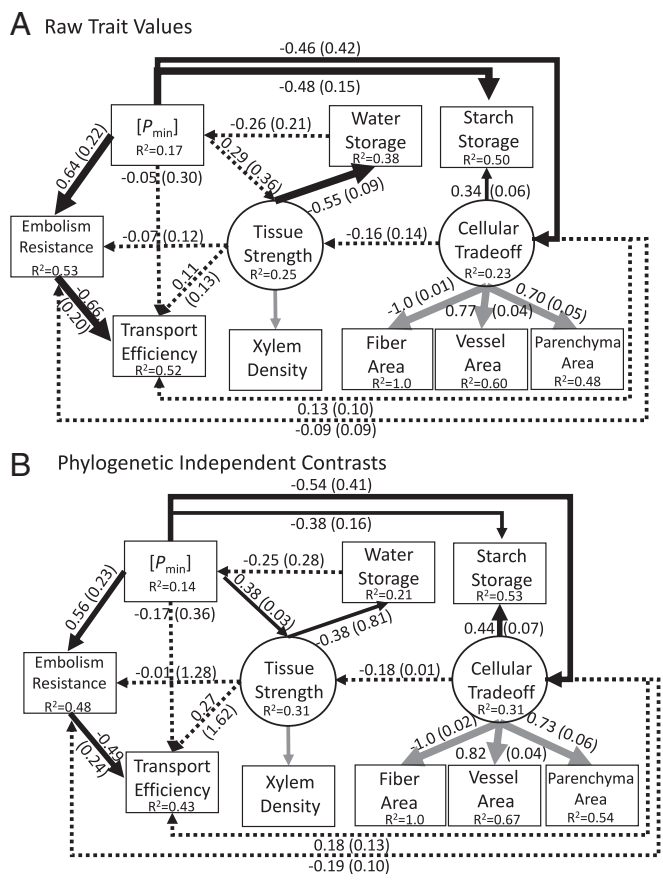 A Raw Trait Values
-0.46 (0.42)
-0.48 (0.15)
[Pmin]
R²=0.17
-0.26 (0.21)
Water
Storage
R²=0.38
Starch
Storage
R²=0.50
0.64 (0.22)
-0.05 (0.30)
0.29 (0.36)
-0.55 (0.09)
0.34 (0.06)
Embolism
Resistance
R²=0.53
-0.07 (0.12)
Tissue
Strength
R²=0.25
-0.16 (0.14)
Cellular
Tradeoff
R²=0.23
-0.66
(0.20)
0.11
(0.13)
-1.0 (0.01)
0.77 (0.04)
0.70 (0.05)
Transport
Efficiency
R²=0.52
Xylem
Density
Fiber
Area
R²=1.0
Vessel
Area
R²=0.60
Parenchyma
Area
R²=0.48
0.13 (0.10)
-0.09 (0.09)
B Phylogenetic Independent Contrasts
-0.54 (0.41)
-0.38 (0.16)
[Pmin]
R²=0.14
-0.25 (0.28)
Water
Storage
R²=0.21
Starch
Storage
R²=0.53
0.56 (0.23)
-0.17 (0.36)
0.38 (0.03)
-0.38 (0.81)
0.44 (0.07)
Embolism
Resistance
R²=0.48
-0.01 (1.28)
Tissue
Strength
R²=0.31
-0.18 (0.01)
Cellular
Tradeoff
R²=0.31
-0.49
(0.24)
0.27
(1.62)
-1.0 (0.02)
0.82 (0.04)
0.73 (0.06)
Transport
Efficiency
R²=0.43
Xylem
Density
Fiber
Area
R²=1.0
Vessel
Area
R²=0.67
Parenchyma
Area
R²=0.54
0.18 (0.13)
-0.19 (0.10)